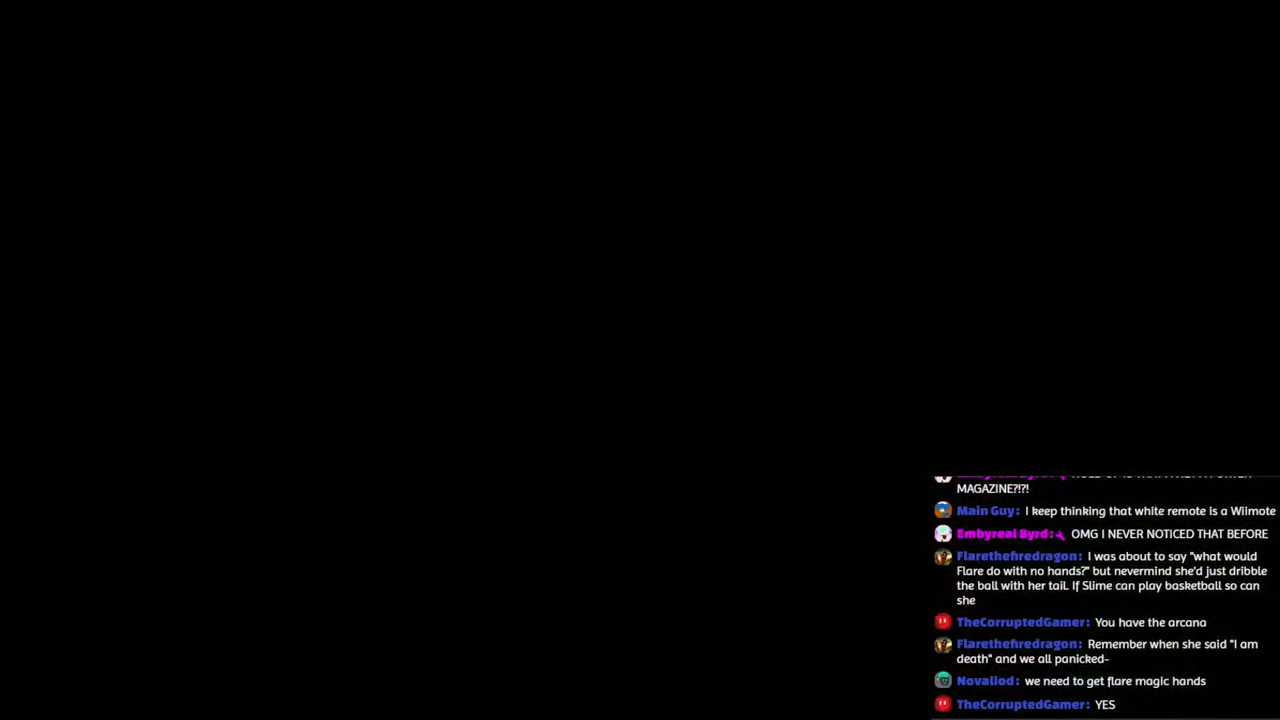 MAGAZINE?!?!
Main Guy: I keep thinking that white remote is a Wiimote
Embyreal Byrd: OMG I NEVER NOTICED THAT BEFORE
Flarethefiredragon: I was about to say "what would
Flare do with no hands?" but nevermind she'd just dribble
the ball with her tail. If Slime can play basketball so can
she
TheCorruptedGamer: You have the arcana
Flarethefiredragon: Remember when she said "I am
death" and we all panicked-
Novaliod: we need to get flare magic hands
TheCorruptedGamer: YES